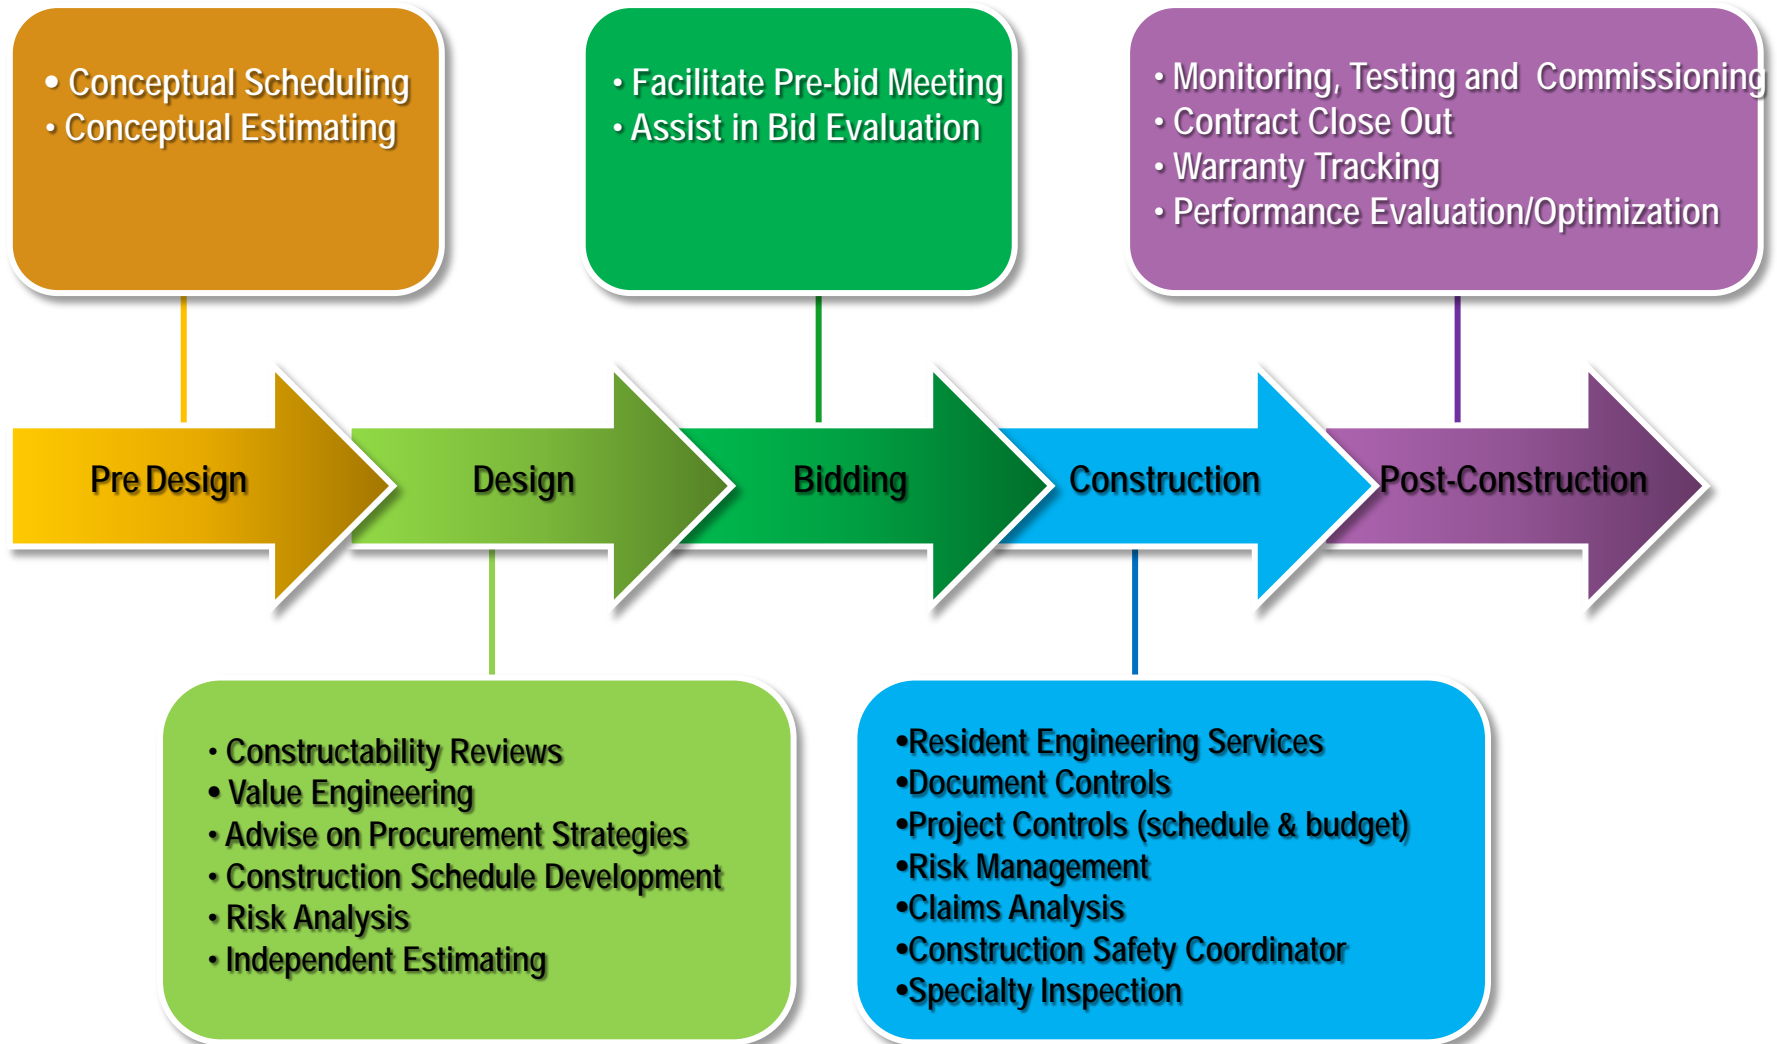 • Conceptual Scheduling
• Conceptual Estimating
• Facilitate Pre-bid Meeting
• Assist in Bid Evaluation
• Monitoring, Testing and Commissioning
• Contract Close Out
• Warranty Tracking
• Performance Evaluation/Optimization
Pre Design
Design
Bidding
Construction
Post-Construction
• Constructability Reviews
• Value Engineering
• Advise on Procurement Strategies
• Construction Schedule Development
• Risk Analysis
• Independent Estimating
•Resident Engineering Services
•Document Controls
•Project Controls (schedule & budget)
•Risk Management
•Claims Analysis
•Construction Safety Coordinator
•Specialty Inspection